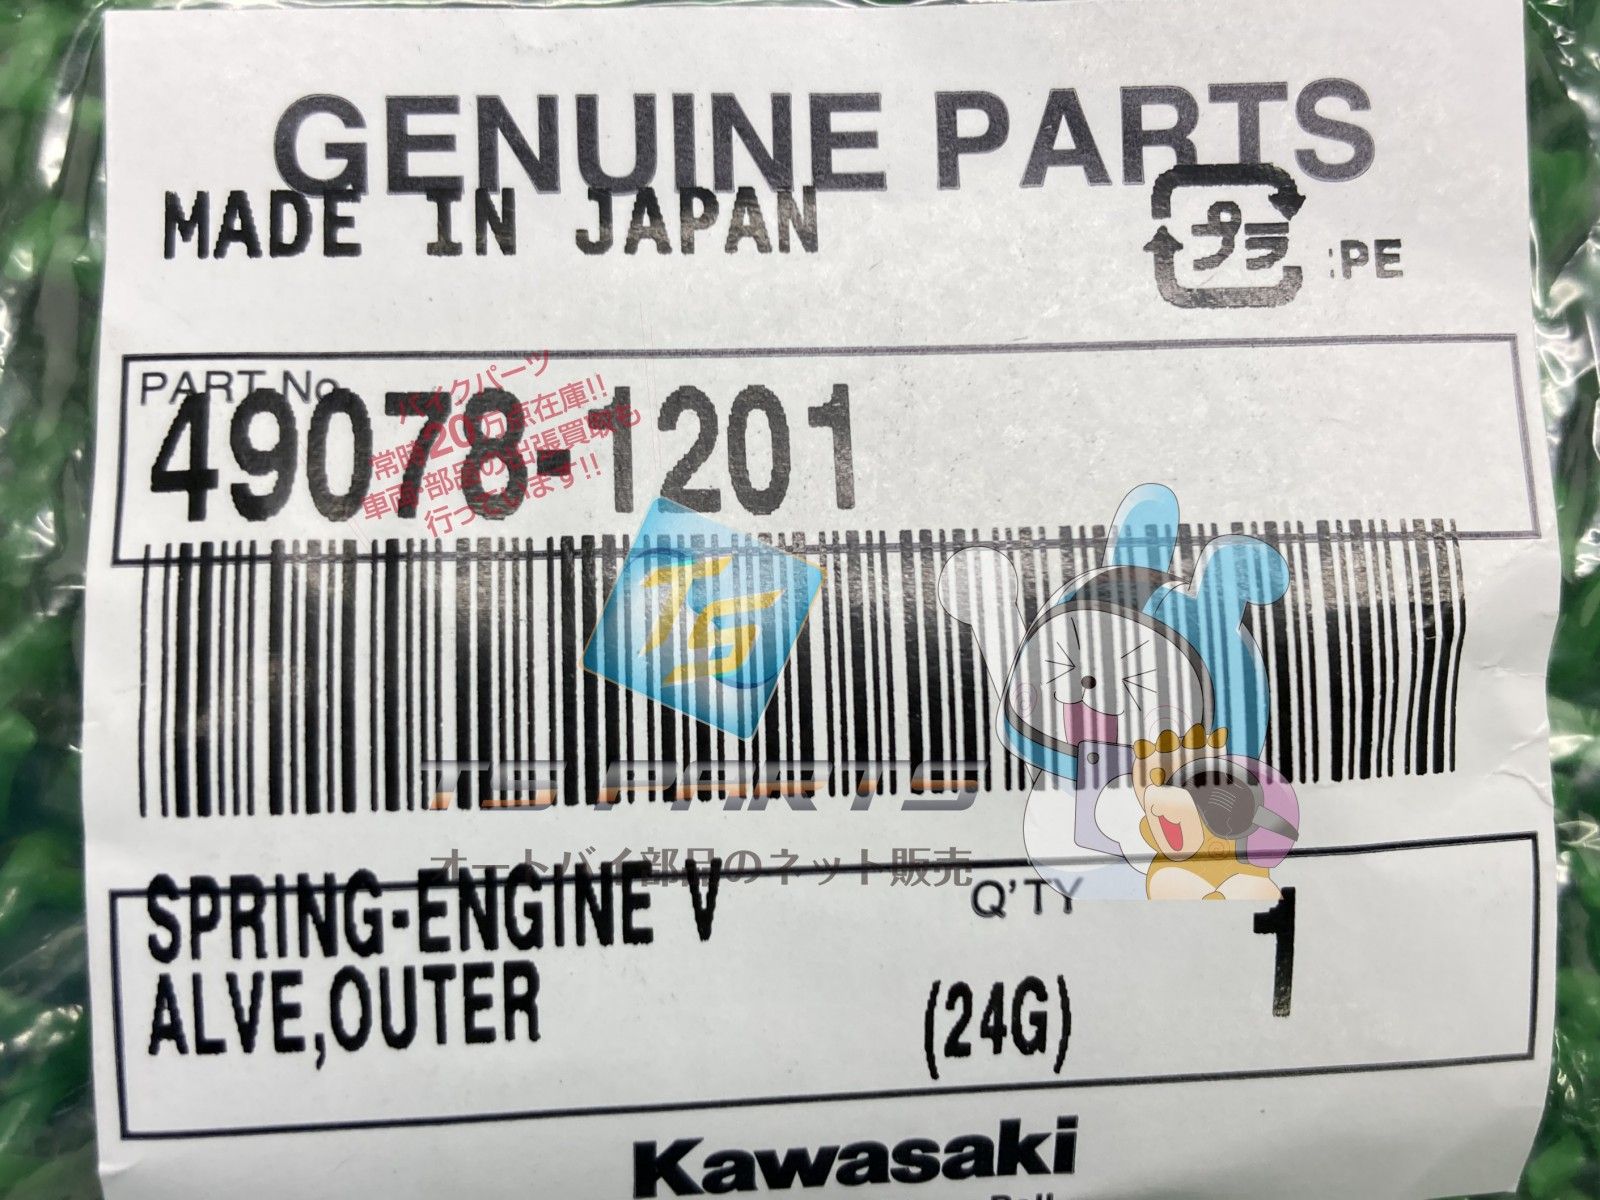 GENUINE PARTS
MADE IN JAPAN
プラ
:PE
PART No.
49078-1201
バイクパーツ
常時20万点在庫!!
車両・部品の出張買取も
行っています!!
TS
TS PARTS
オートバイ部品のネット販売
SPRING-ENGINE V
ALVE,OUTER
Q'TY
1
(24G)
Kawasaki